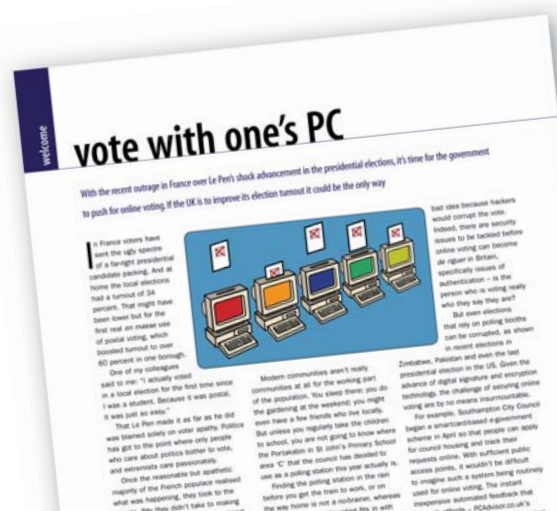 welcome
vote with one's PC
With the recent outrage in France over Le Pen's shock advancement in the presidential elections, it's time for the government
to push for online voting. If the UK is to improve its election turnout it could be the only way
In France voters have
sent the ugly spectre
of a far-right presidential
candidate packing. And at
home the local elections
had a turnout of 34
percent. That might have
been lower but for the
first real en masse use
of postal voting, which
boosted turnout to over
60 percent in one borough.
One of my colleagues
said to me: "I actually voted
in a local election for the first time since
I was a student. Because it was postal,
it was just so easy."
That Le Pen made it as far as he did
was blamed solely on voter apathy. Politics
has got to the point where only people
who care about politics bother to vote,
and extremists care passionately.
Once the reasonable but apathetic
majority of the French populace realised
what was happening, they took to the
they didn't take to making
Modern communities aren't really
communities at all for the working part
of the population. You sleep there; you do
the gardening at the weekend; you might
even have a few friends who live locally.
But unless you regularly take the children
to school, you are not going to know where
the Portakabin to St John's Primary School
area 'C' that the council has decided to
use as a polling station this year actually is.
Finding the polling station in the rain
before you get the train to work, or on
the way home is not a no-brainer, whereas
fits in with
bad idea because hackers
would corrupt the vote.
Indeed, there are security
issues to be tackled before
online voting can become
de rigueur in Britain,
specifically issues of
authentication – is the
person who is voting really
who they say they are?
But even elections
that rely on polling booths
can be corrupted, as shown
in recent elections in
Zimbabwe, Pakistan and even the last
presidential election in the US. Given the
advance of digital signature and encryption
technology, the challenge of securing online
voting are by no means insurmountable.
For example, Southampton City Council
began a smartcard-based e-government
scheme in April so that people can apply
for council housing and track their
requests online. With sufficient public
access points, it wouldn't be difficult
to imagine such a system being routinely
used for online voting. The instant
inexpensive automated feedback that
– PCAdvisor.co.uk's